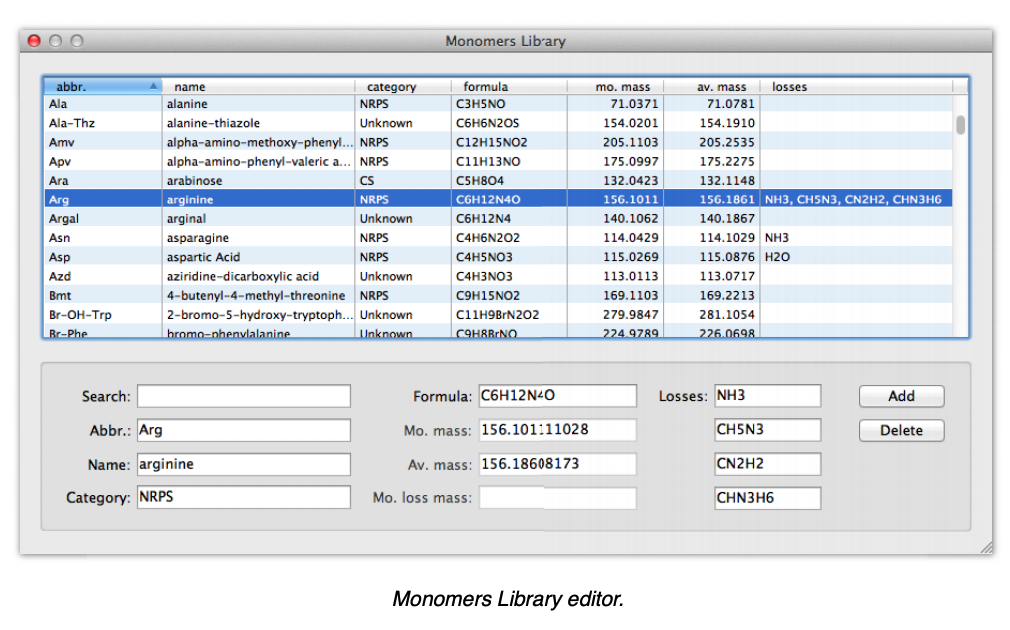 Monomers Library
abbr. name category formula mo. mass av. mass losses
Ala alanine NRPS C3H5NO 71.0371 71.0781
Ala-Thz alanine-thiazole Unknown C6H6N2OS 154.0201 154.1910
Amv alpha-amino-methoxy-phenyl... NRPS C12H15NO2 205.1103 205.2535
Apv alpha-amino-phenyl-valeric a... NRPS C11H13NO 175.0997 175.2275
Ara arabinose CS C5H8O4 132.0423 132.1148
Arg arginine NRPS C6H12N4O 156.1011 156.1861 NH3, CH5N3, CN2H2, CHN3H6
Argal arginal Unknown C6H12N4 140.1062 140.1867
Asn asparagine NRPS C4H6N2O2 114.0429 114.1029 NH3
Asp aspartic Acid NRPS C4H5NO3 115.0269 115.0876 H2O
Azd aziridine-dicarboxylic acid Unknown C4H3NO3 113.0113 113.0717
Bmt 4-butenyl-4-methyl-threonine NRPS C9H15NO2 169.1103 169.2213
Br-OH-Trp 2-bromo-5-hydroxy-tryptoph... Unknown C11H9BrN2O2 279.9847 281.1054
Br-Phe bromo-phenylalanine Unknown C9H8BrNO 224.9789 226.0698
Search: Formula: C6H12N4O Losses: NH3 Add
Abbr.: Arg Mo. mass: 156.101111028 CH5N3 Delete
Name: arginine Av. mass: 156.18608173 CN2H2
Category: NRPS Mo. loss mass: CHN3H6
Monomers Library editor.